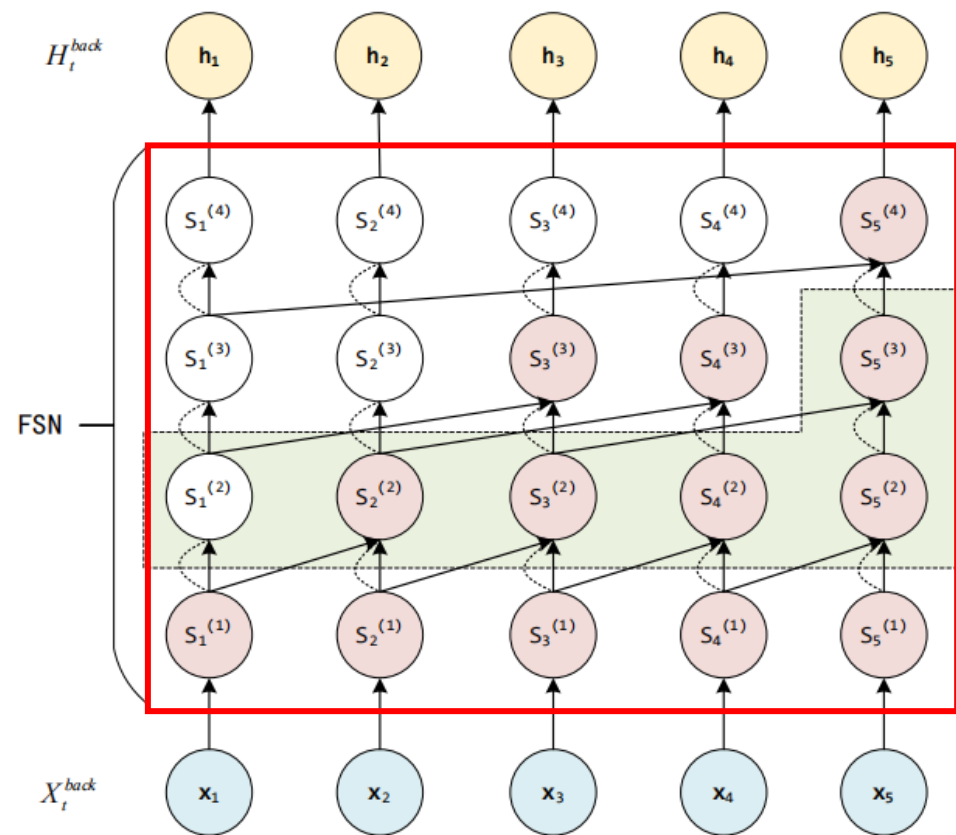 H_t^{back} h₁ h₂ h₃ h₄ h₅
S₁⁽⁴⁾ S₂⁽⁴⁾ S₃⁽⁴⁾ S₄⁽⁴⁾ S₅⁽⁴⁾
S₁⁽³⁾ S₂⁽³⁾ S₃⁽³⁾ S₄⁽³⁾ S₅⁽³⁾
FSN
S₁⁽²⁾ S₂⁽²⁾ S₃⁽²⁾ S₄⁽²⁾ S₅⁽²⁾
S₁⁽¹⁾ S₂⁽¹⁾ S₃⁽¹⁾ S₄⁽¹⁾ S₅⁽¹⁾
X_t^{back} x₁ x₂ x₃ x₄ x₅